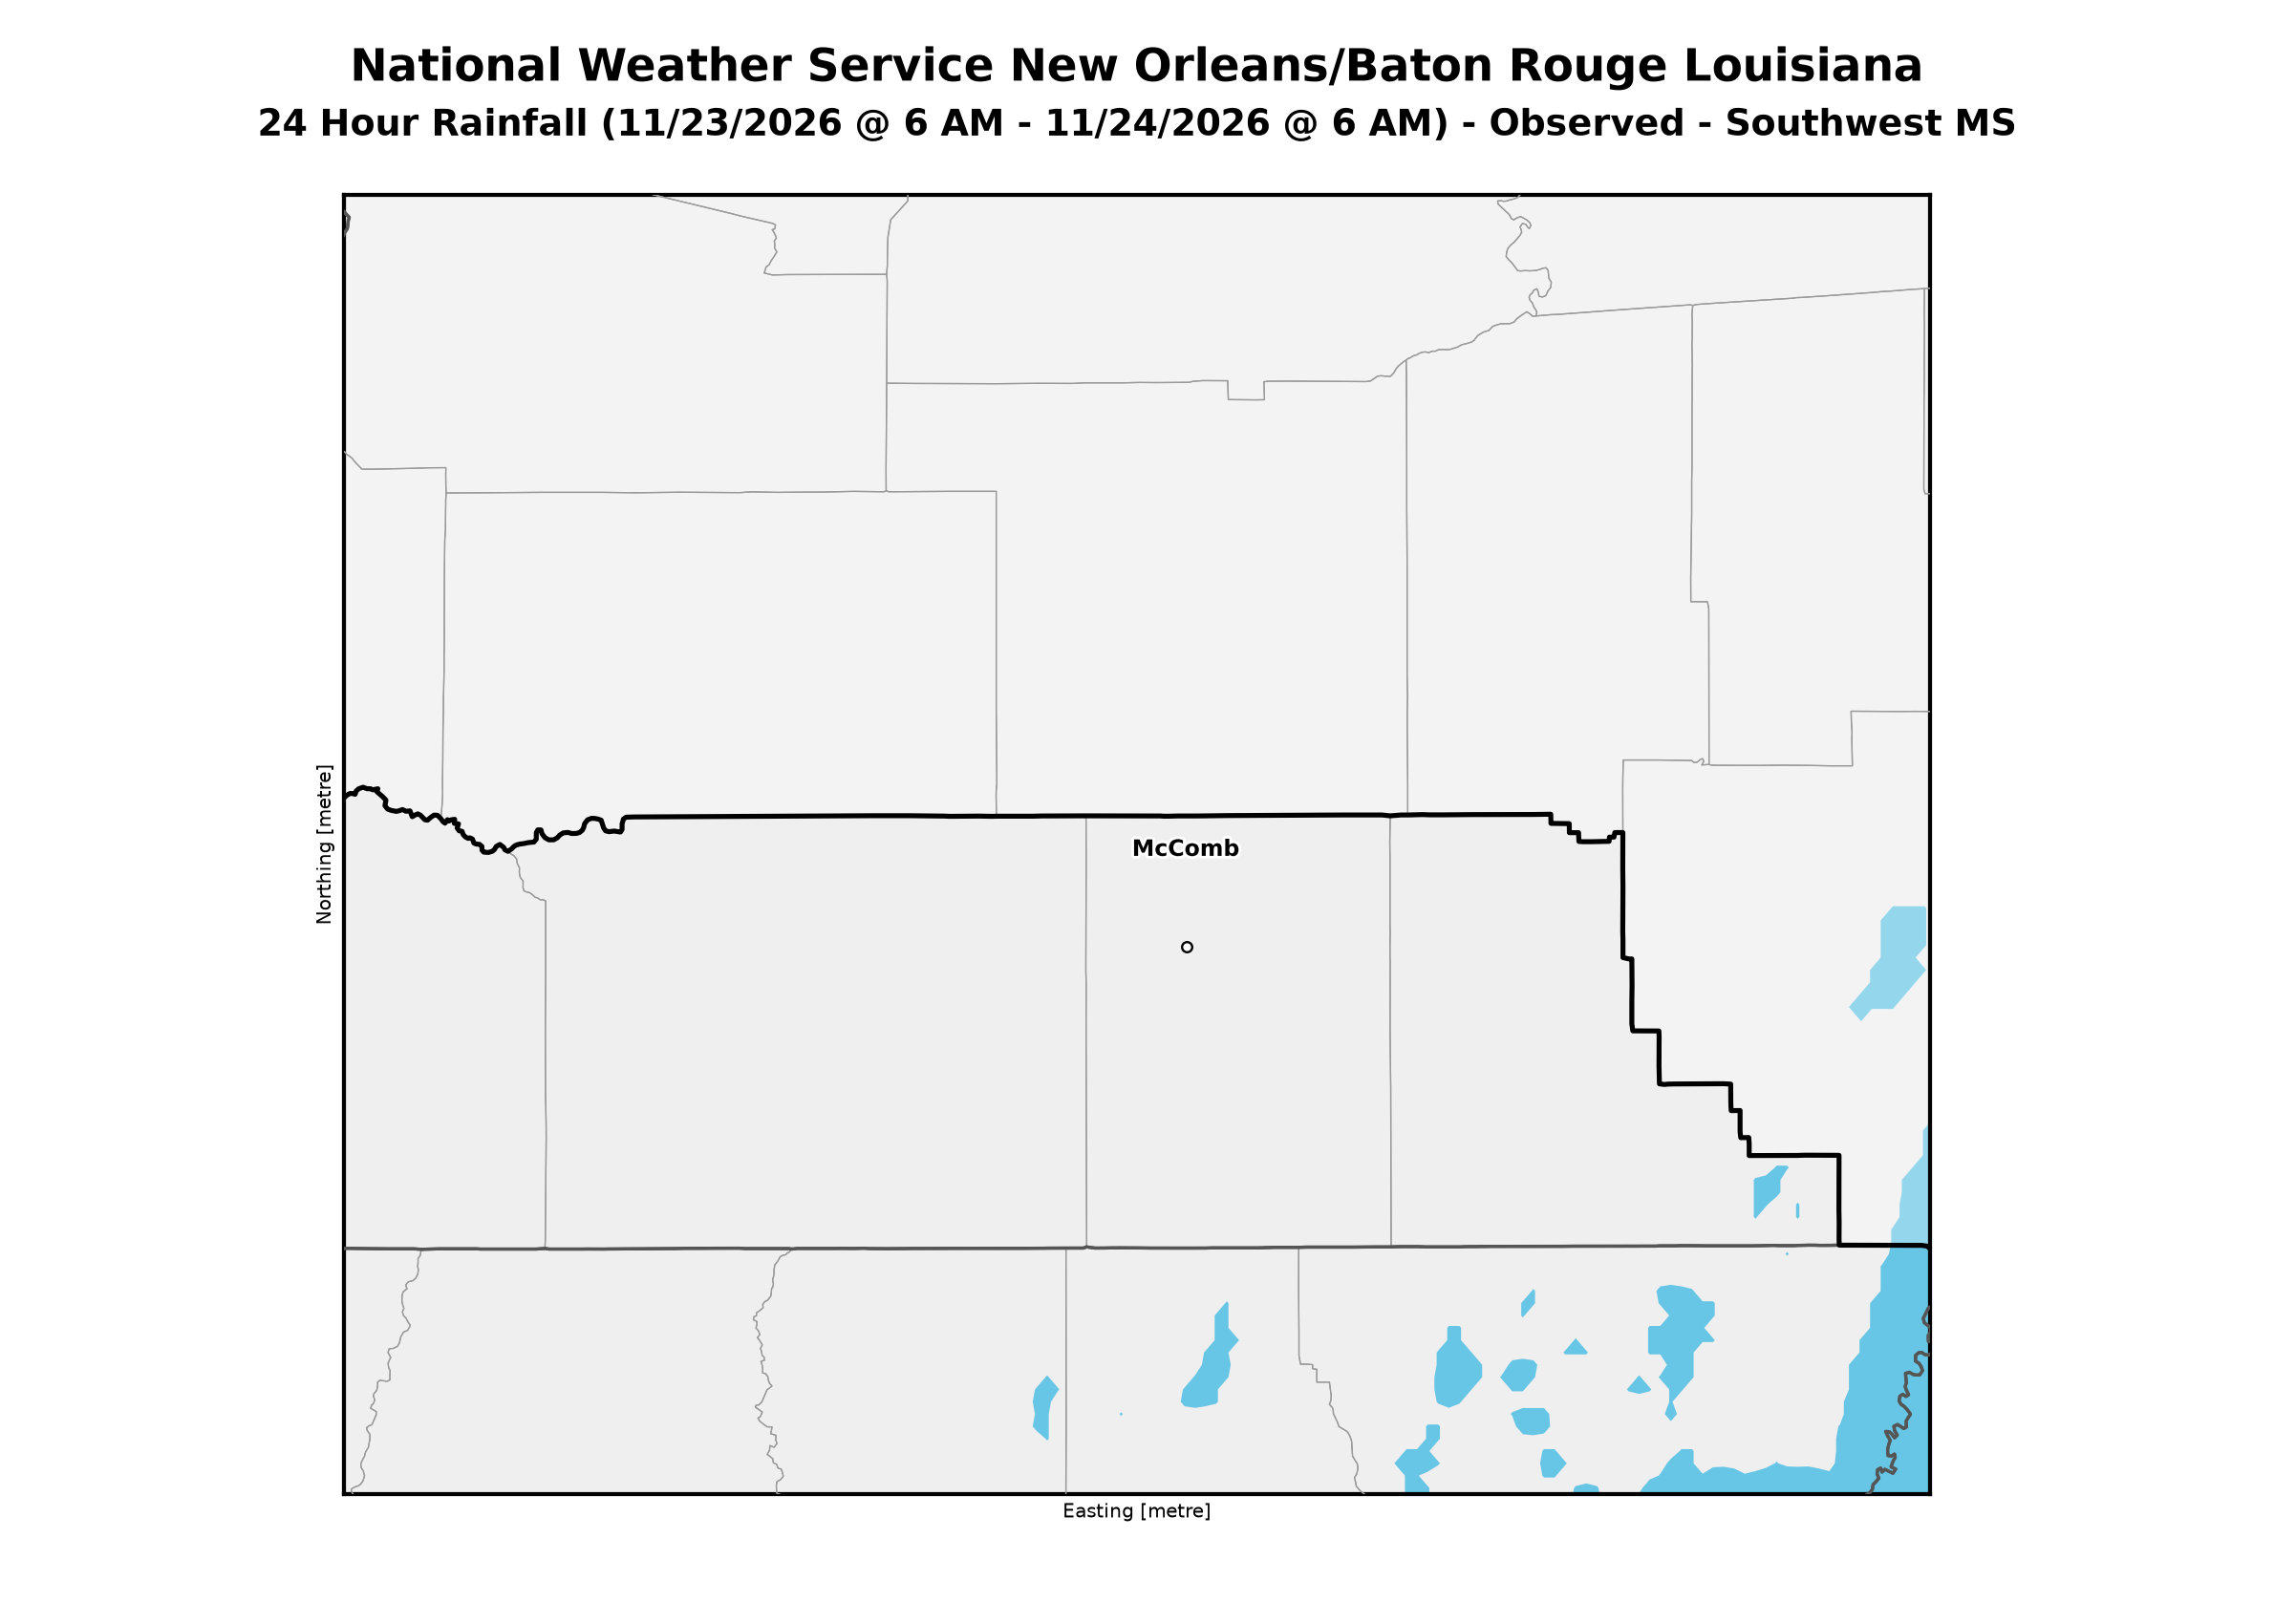 National Weather Service New Orleans/Baton Rouge Louisiana
24 Hour Rainfall (11/23/2026 @ 6 AM - 11/24/2026 @ 6 AM) - Observed - Southwest MS
McComb
Northing [metre]
Easting [metre]